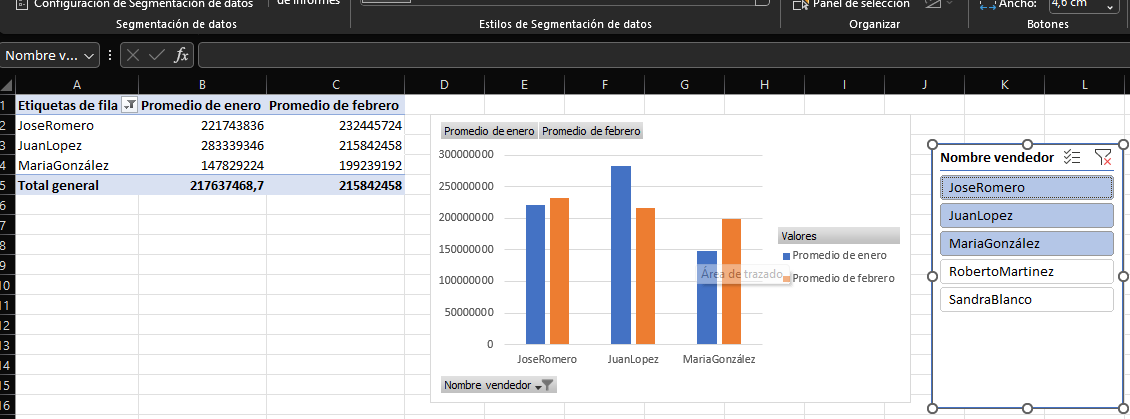 Configuración de Segmentación de datos
de informes
Panel de selección
Ancho: 4,6 cm
Segmentación de datos
Estilos de Segmentación de datos
Organizar
Botones
Nombre v...
fx
A B C D E F G H I J K L
1 Etiquetas de fila Promedio de enero Promedio de febrero
2 JoseRomero 221743836 232445724
3 JuanLopez 283339346 215842458
4 MariaGonzález 147829224 199239192
5 Total general 217637468,7 215842458
6
7
8
9
10
11
12
13
14
15
16
Promedio de enero Promedio de febrero
300000000
250000000
200000000
150000000
100000000
50000000
0
JoseRomero JuanLopez MariaGonzález
Valores
Promedio de enero
Promedio de febrero
Área de trazado
Nombre vendedor
Nombre vendedor
JoseRomero
JuanLopez
MariaGonzález
RobertoMartinez
SandraBlanco